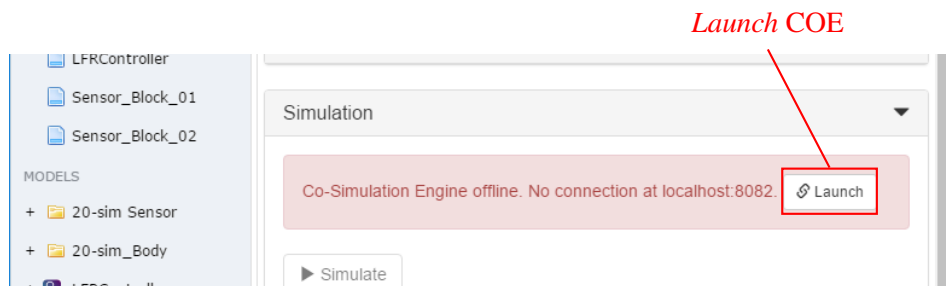 Launch COE
LFRController
Sensor_Block_01
Sensor_Block_02
MODELS
+ 20-sim Sensor
+ 20-sim_Body
Simulation
Co-Simulation Engine offline. No connection at localhost:8082.
Launch
Simulate